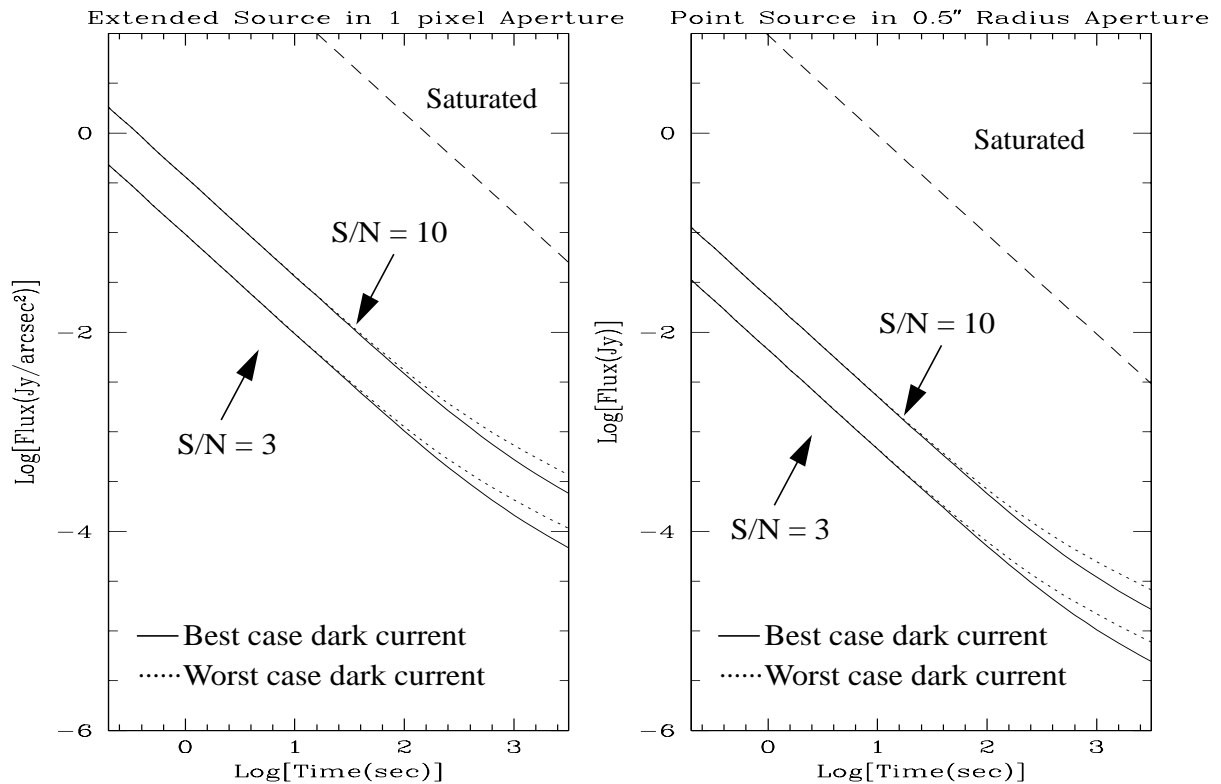 Extended Source in 1 pixel Aperture
Saturated
S/N = 10
S/N = 3
Best case dark current
Worst case dark current
0
−2
−4
−6
Log[Flux(Jy/arcsec²)]
0 1 2 3
Log[Time(sec)]
Point Source in 0.5″ Radius Aperture
Saturated
S/N = 10
S/N = 3
Best case dark current
Worst case dark current
0
−2
−4
−6
Log[Flux(Jy)]
0 1 2 3
Log[Time(sec)]